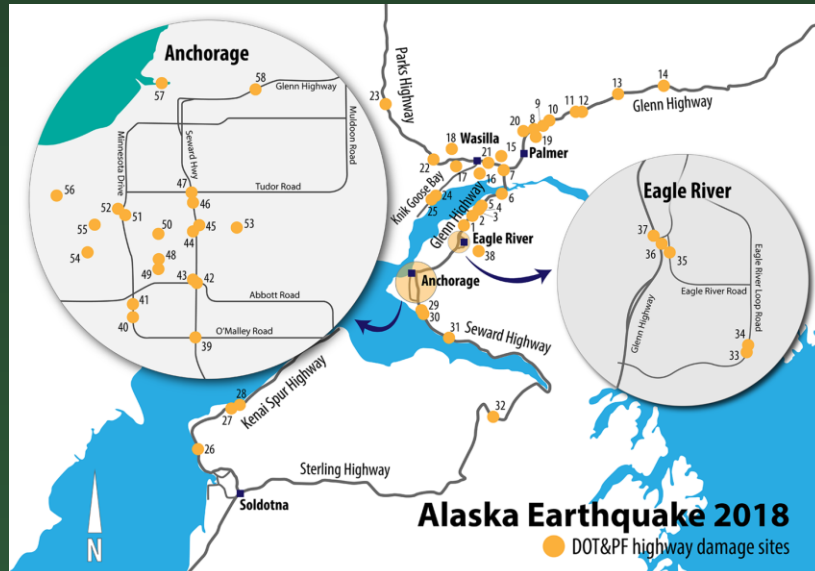 Anchorage
57
58
Glenn Highway
Minnesota Drive
Seward Hwy
Muldoon Road
47
Tudor Road
56
46
52
51
55
50
45
53
44
54
48
49
43
42
Abbott Road
41
40
O'Malley Road
39
Parks Highway
23
14
13
Glenn Highway
11
12
9
10
20
8
19
18
Wasilla
15
Palmer
21
22
17
16
7
Knik Goose Bay
24
25
6
5
4
3
2
1
Glenn Highway
Eagle River
38
Anchorage
29
30
31
Seward Highway
Eagle River
37
36
35
Eagle River Road
Eagle River Loop Road
Glenn Highway
34
33
28
27
Kenai Spur Highway
32
26
Sterling Highway
Soldotna
N
Alaska Earthquake 2018
DOT&PF highway damage sites